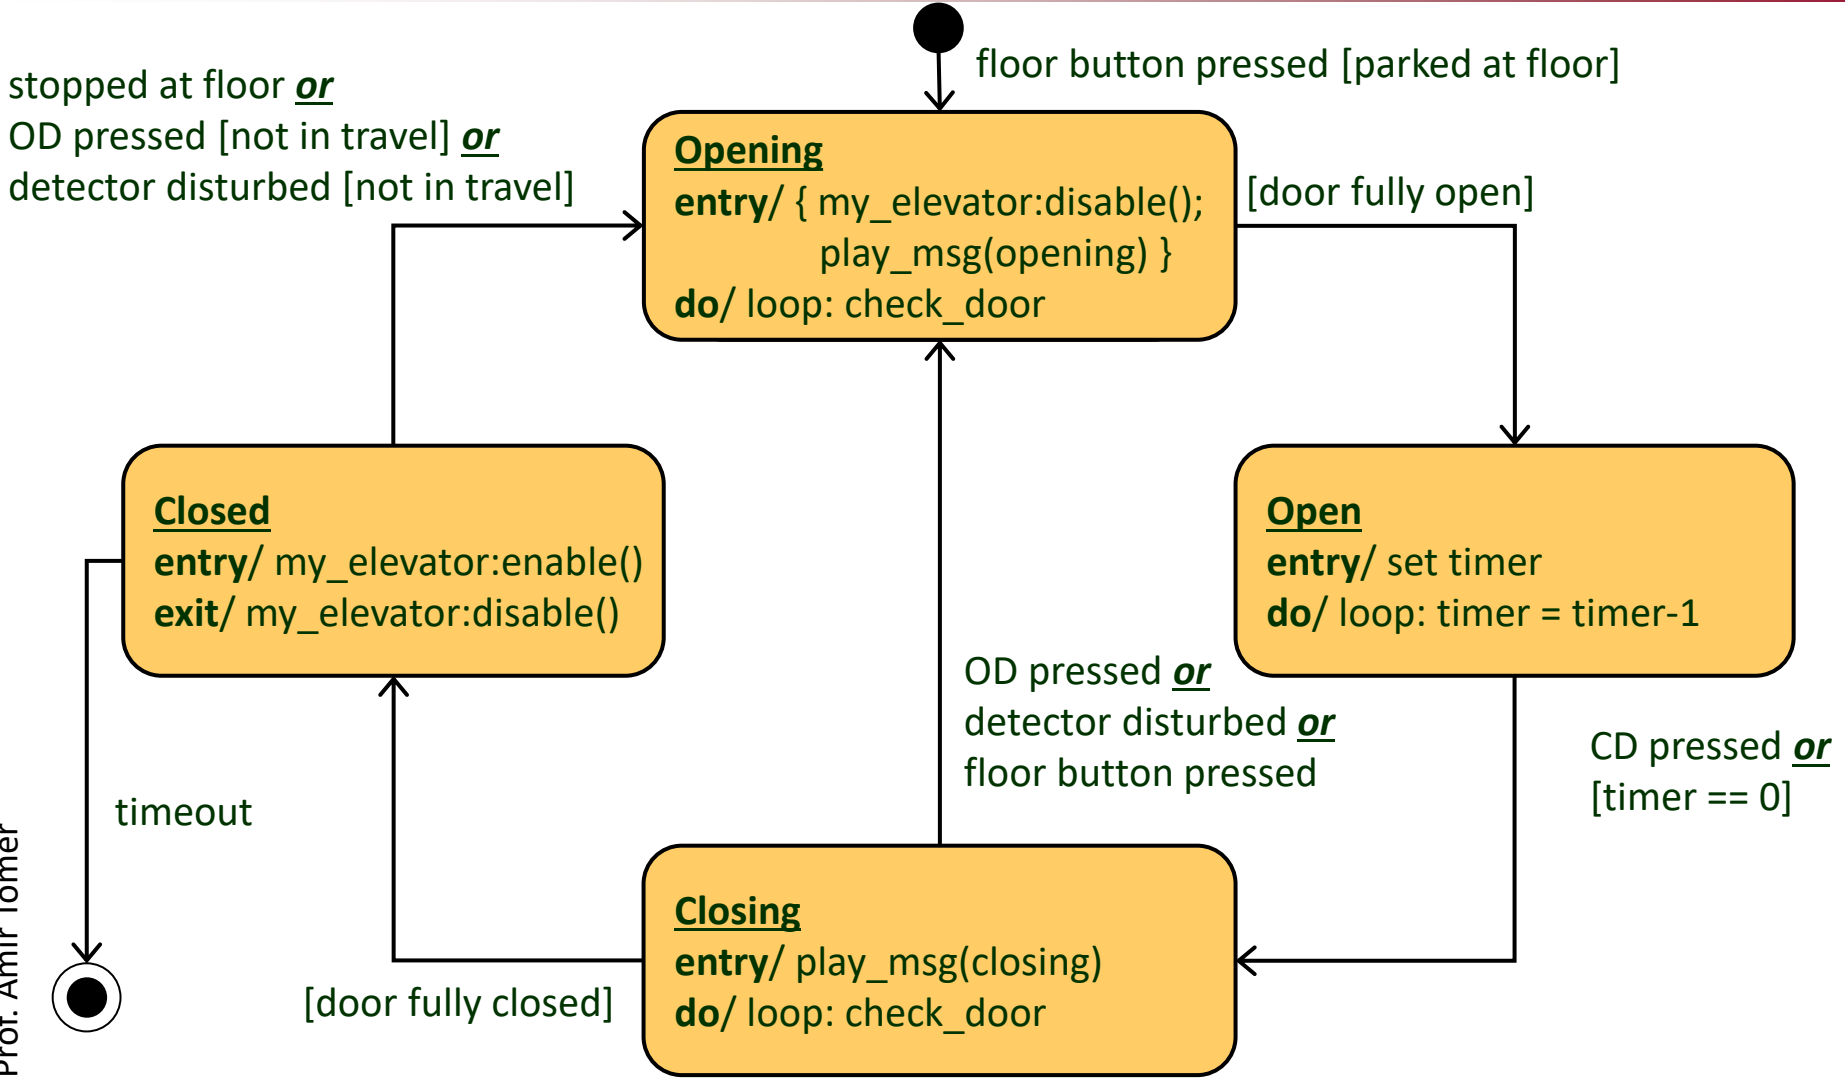 floor button pressed [parked at floor]
stopped at floor or
OD pressed [not in travel] or
detector disturbed [not in travel]
Opening
entry/ { my_elevator:disable();
play_msg(opening) }
do/ loop: check_door
[door fully open]
Closed
entry/ my_elevator:enable()
exit/ my_elevator:disable()
Open
entry/ set timer
do/ loop: timer = timer-1
OD pressed or
detector disturbed or
floor button pressed
CD pressed or
[timer == 0]
timeout
Closing
entry/ play_msg(closing)
do/ loop: check_door
[door fully closed]
Prof. Amir Tomer